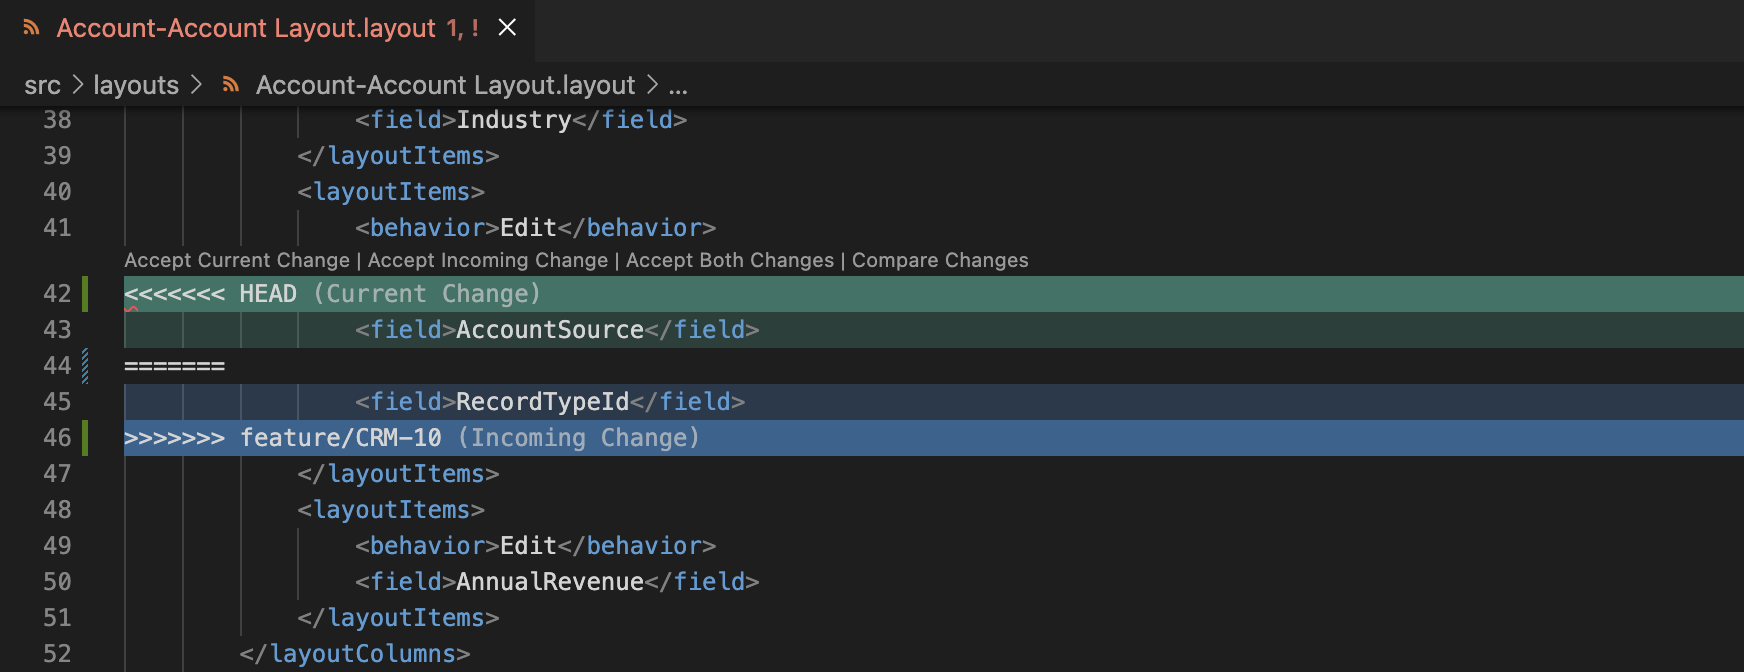 Account-Account Layout.layout 1, !
src > layouts > Account-Account Layout.layout > ...
38 <field>Industry</field>
39 </layoutItems>
40 <layoutItems>
41 <behavior>Edit</behavior>
Accept Current Change | Accept Incoming Change | Accept Both Changes | Compare Changes
42 <<<<<<< HEAD (Current Change)
43 <field>AccountSource</field>
44 =======
45 <field>RecordTypeId</field>
46 >>>>>>> feature/CRM-10 (Incoming Change)
47 </layoutItems>
48 <layoutItems>
49 <behavior>Edit</behavior>
50 <field>AnnualRevenue</field>
51 </layoutItems>
52 </layoutColumns>